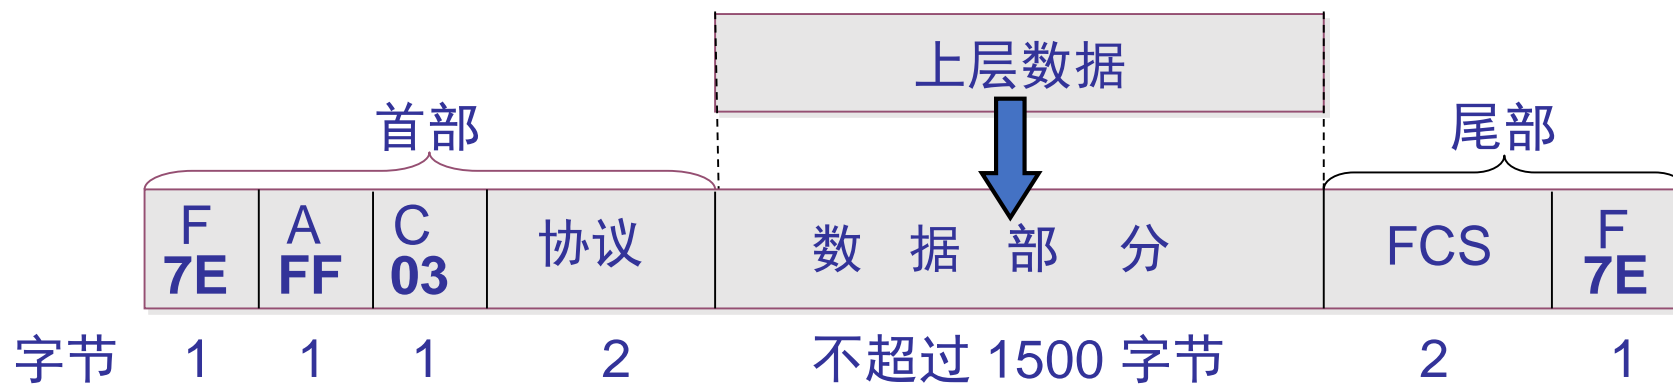 上层数据
首部 尾部
F A C 协议 数据部分 FCS F
7E FF 03 7E
字节 1 1 1 2 不超过 1500 字节 2 1